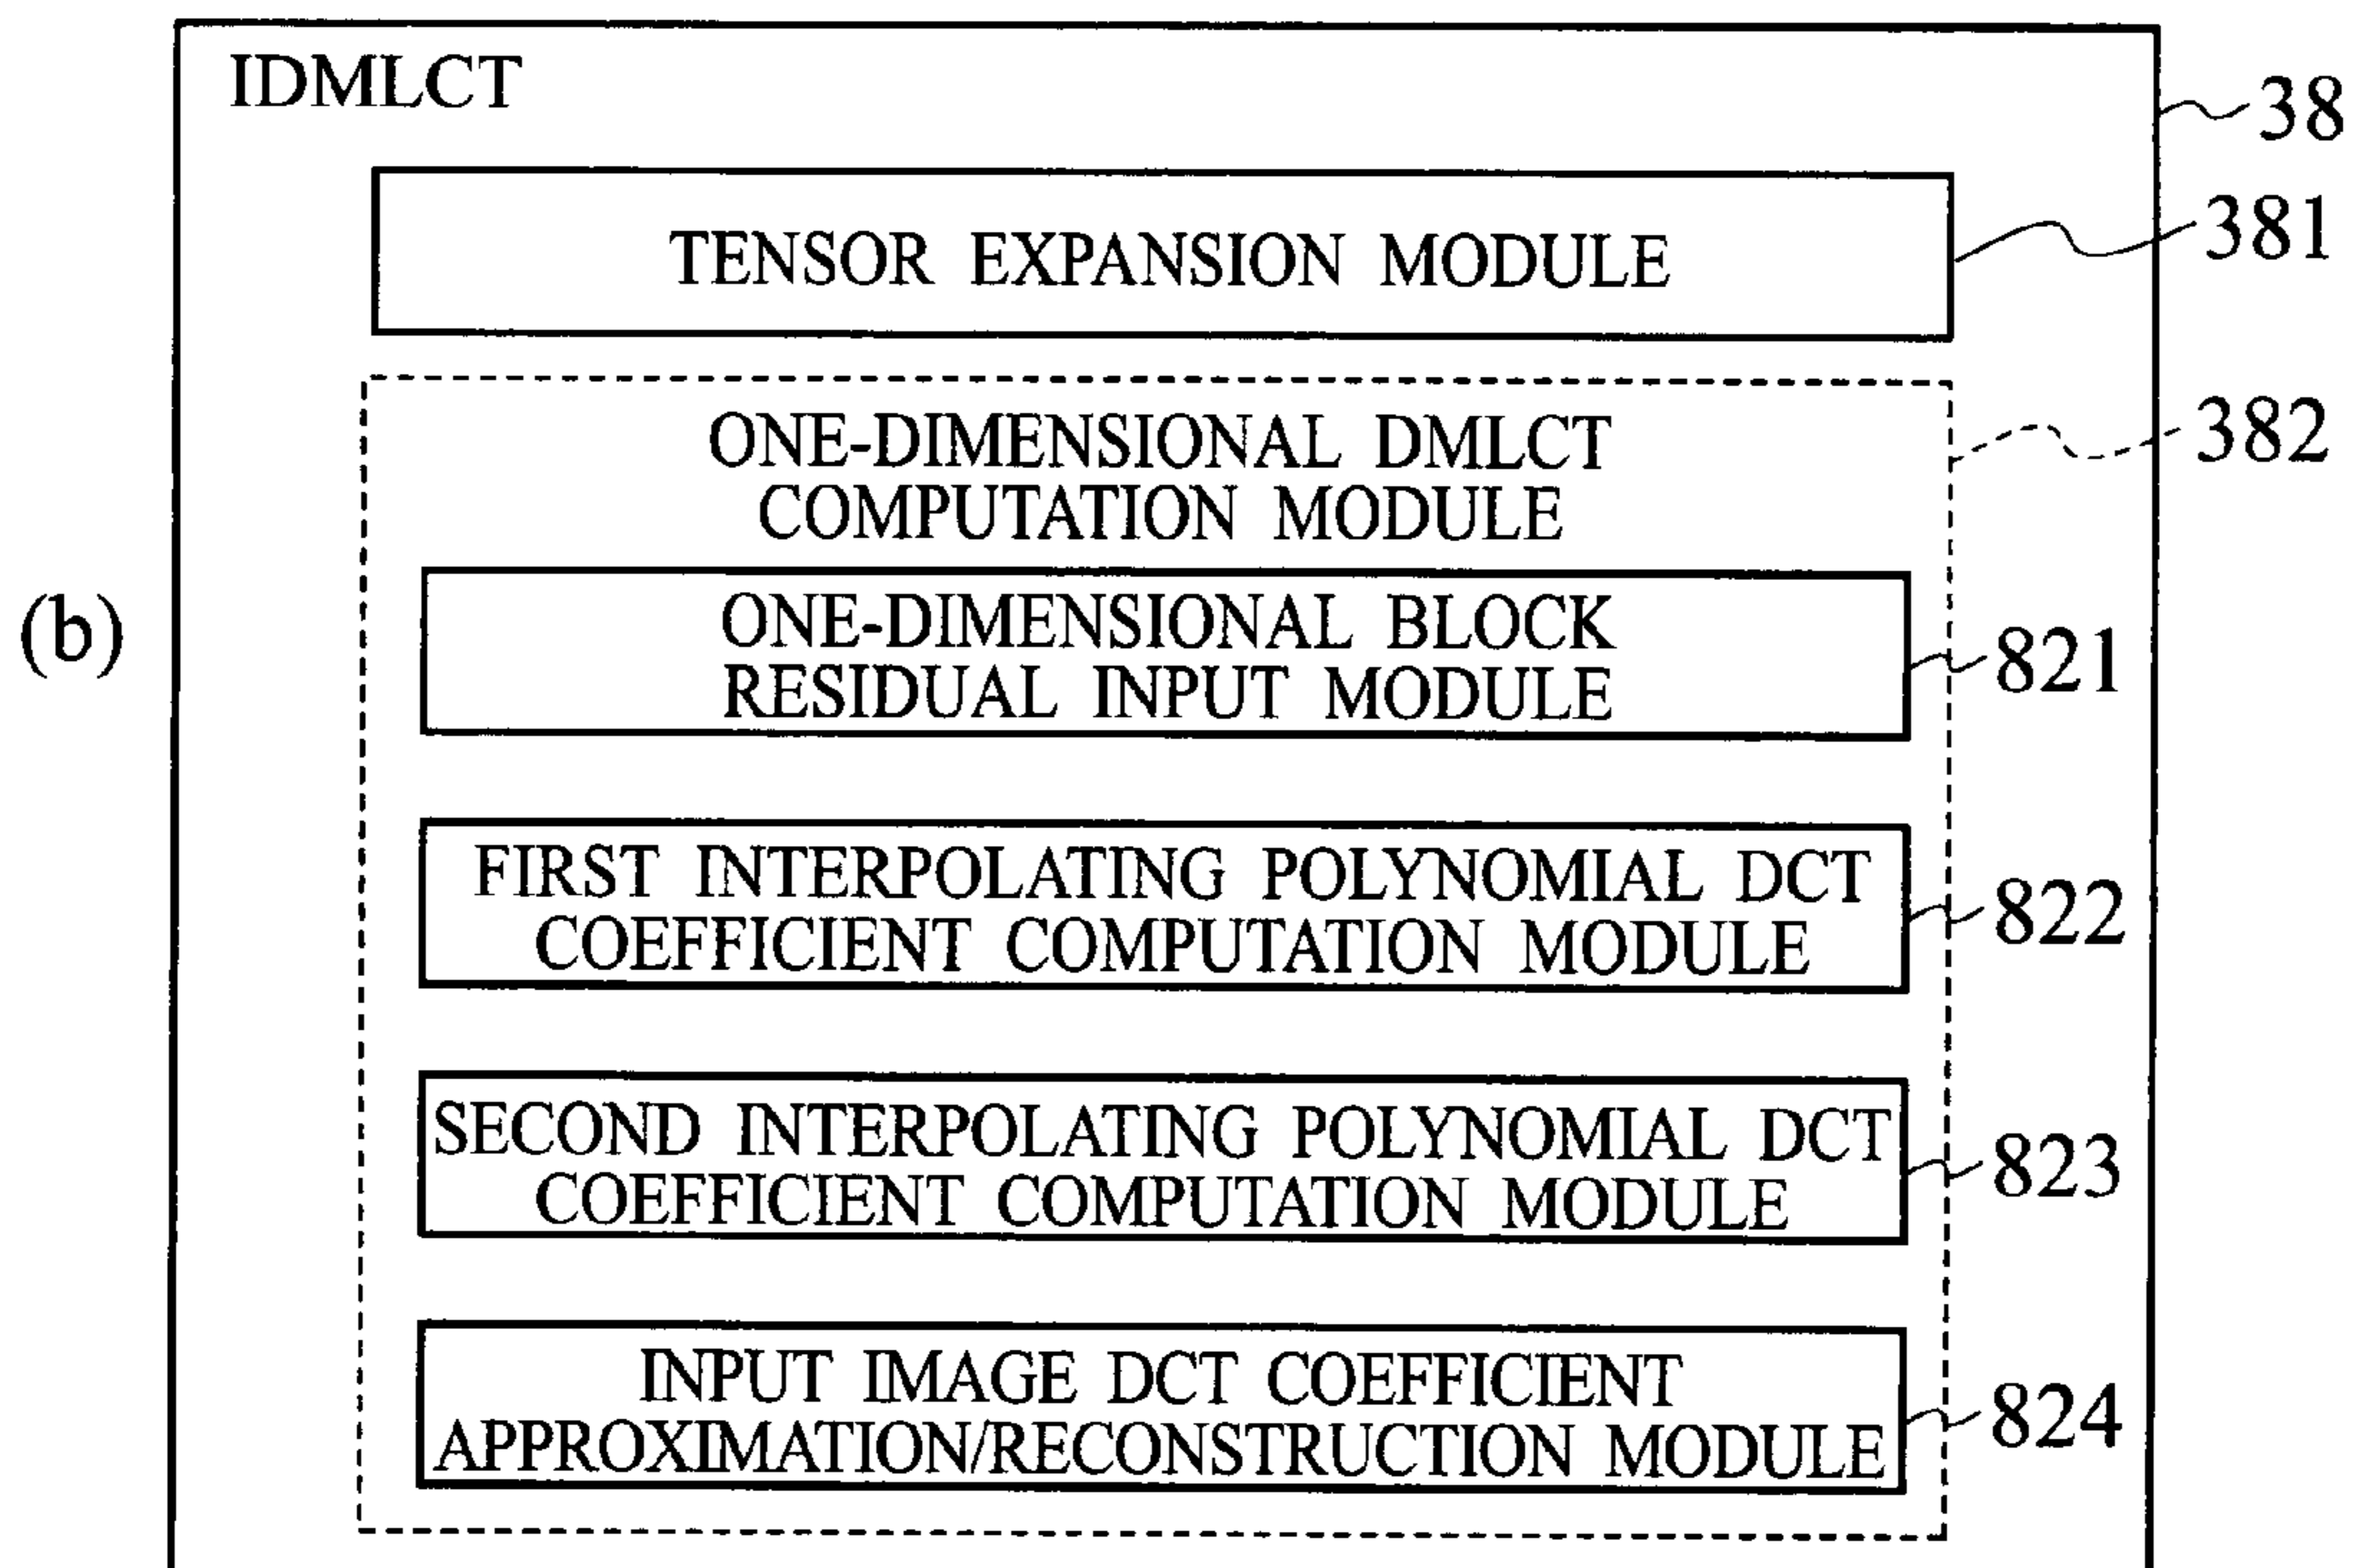 IDMLCT
38
TENSOR EXPANSION MODULE
381
ONE-DIMENSIONAL DMLCT
COMPUTATION MODULE
382
(b)
ONE-DIMENSIONAL BLOCK
RESIDUAL INPUT MODULE
821
FIRST INTERPOLATING POLYNOMIAL DCT
COEFFICIENT COMPUTATION MODULE
822
SECOND INTERPOLATING POLYNOMIAL DCT
COEFFICIENT COMPUTATION MODULE
823
INPUT IMAGE DCT COEFFICIENT
APPROXIMATION/RECONSTRUCTION MODULE
824